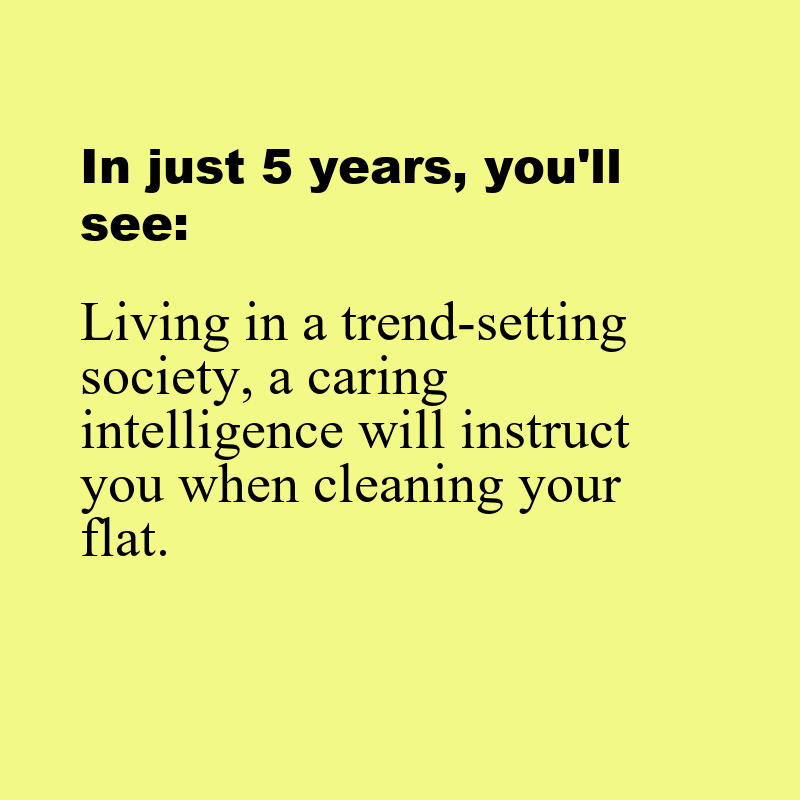 In just 5 years, you'll
see:
Living in a trend-setting
society, a caring
intelligence will instruct
you when cleaning your
flat.